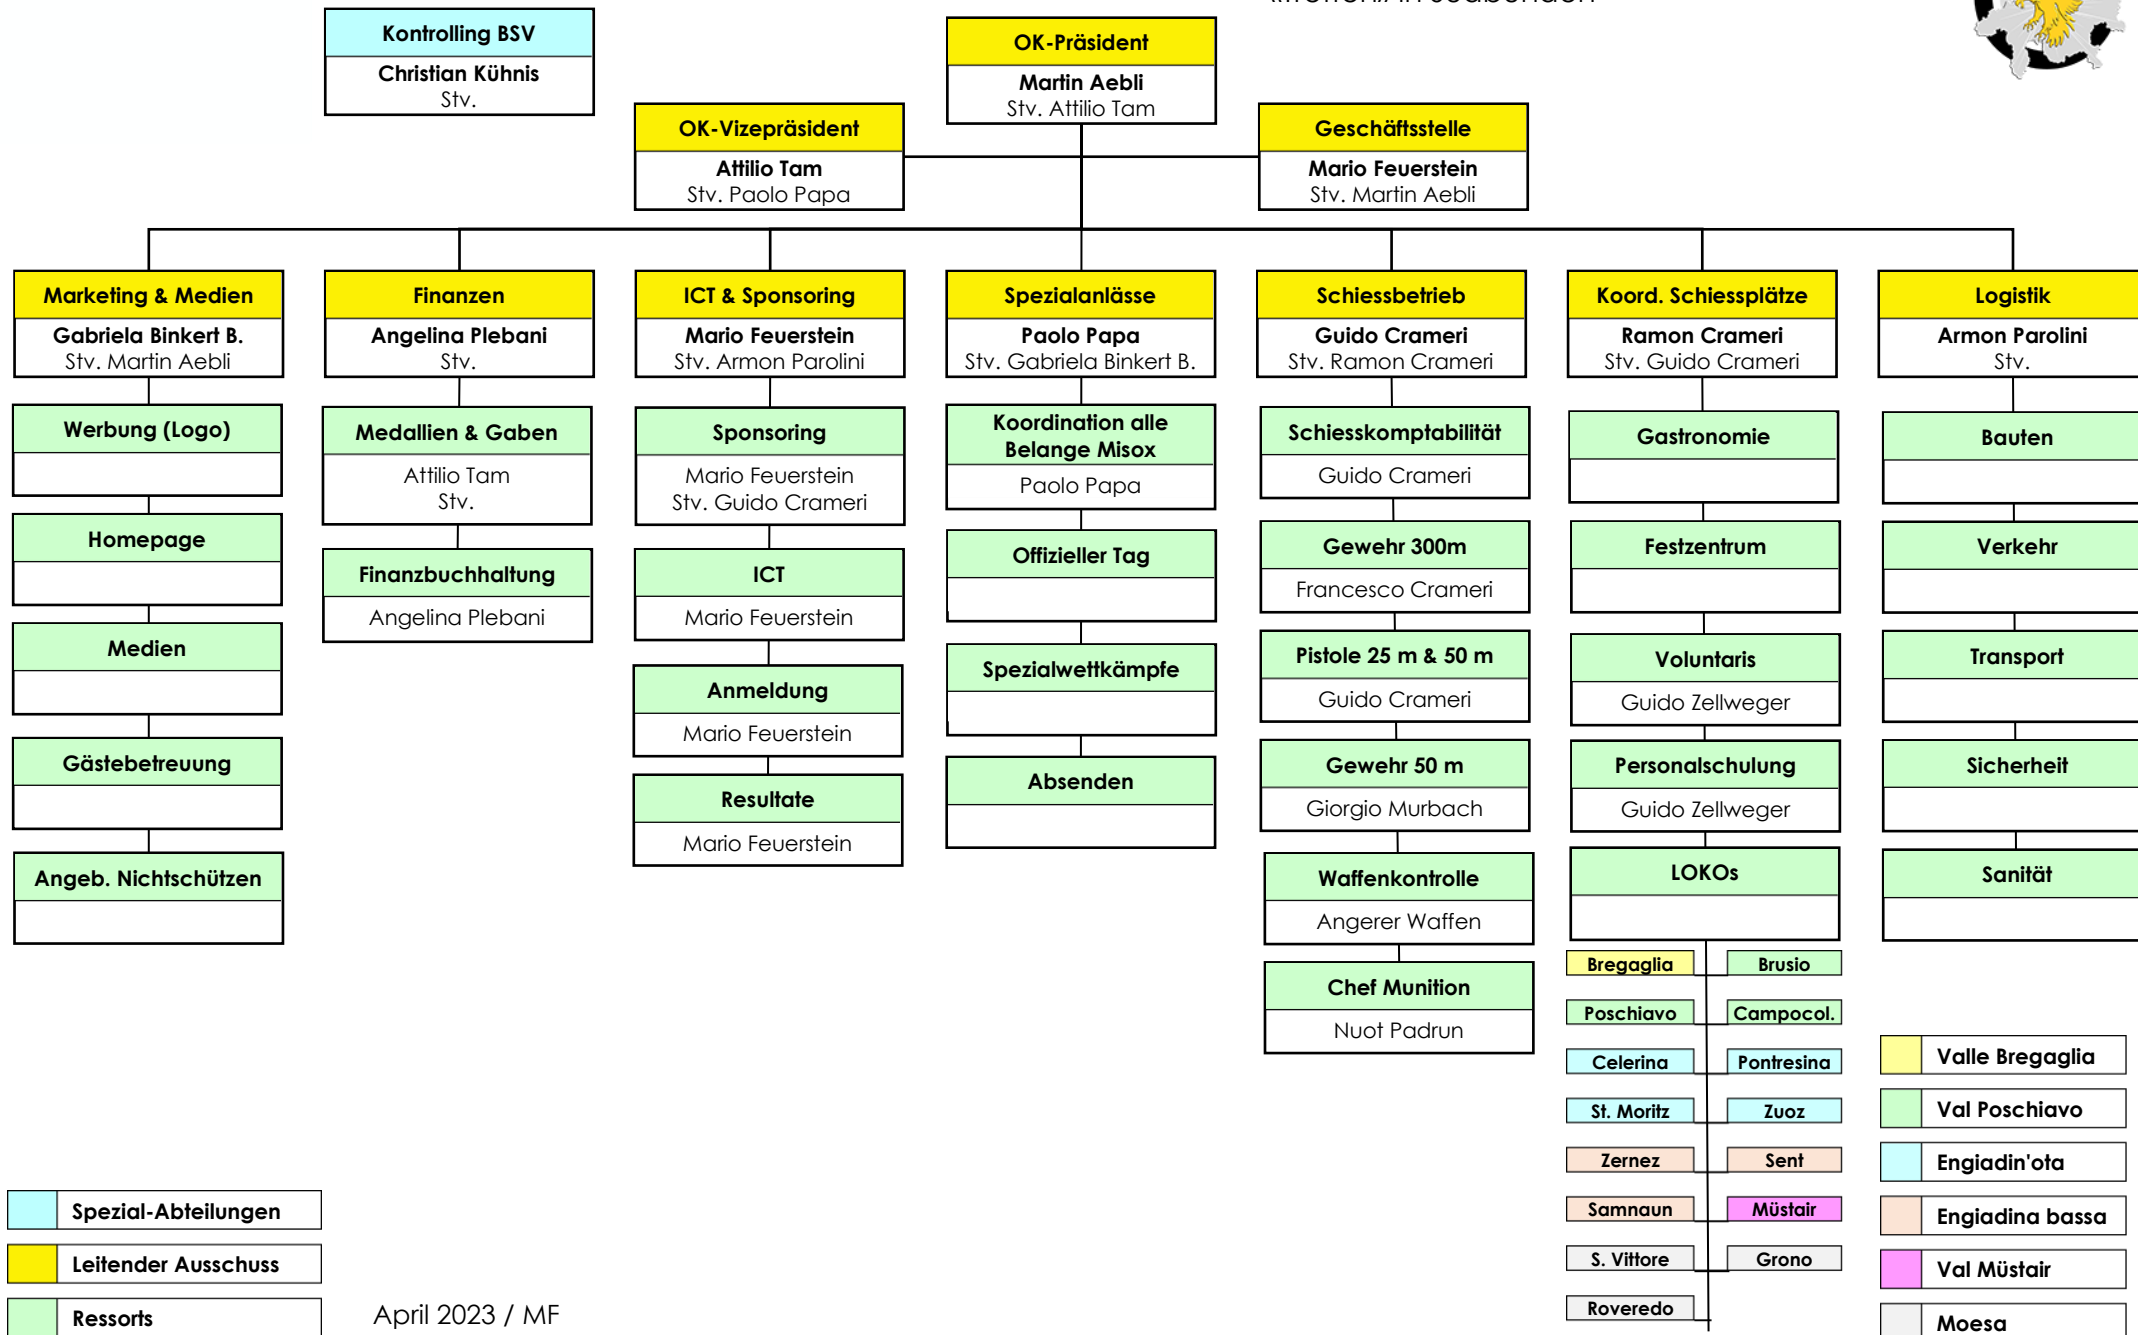 Kontrolling BSV
Christian Kühnis
Stv.
OK-Präsident
Martin Aebli
Stv. Attilio Tam
OK-Vizepräsident
Attilio Tam
Stv. Paolo Papa
Geschäftsstelle
Mario Feuerstein
Stv. Martin Aebli
Marketing & Medien
Gabriela Binkert B.
Stv. Martin Aebli
Werbung (Logo)
Homepage
Medien
Gästebetreuung
Angeb. Nichtschützen
Finanzen
Angelina Plebani
Stv.
Medallien & Gaben
Attilio Tam
Stv.
Finanzbuchhaltung
Angelina Plebani
ICT & Sponsoring
Mario Feuerstein
Stv. Armon Parolini
Sponsoring
Mario Feuerstein
Stv. Guido Crameri
ICT
Mario Feuerstein
Anmeldung
Mario Feuerstein
Resultate
Mario Feuerstein
Spezialanlässe
Paolo Papa
Stv. Gabriela Binkert B.
Koordination alle
Belange Misox
Paolo Papa
Offizieller Tag
Spezialwettkämpfe
Absenden
Schiessbetrieb
Guido Crameri
Stv. Ramon Crameri
Schiesskomptabilität
Guido Crameri
Gewehr 300m
Francesco Crameri
Pistole 25 m & 50 m
Guido Crameri
Gewehr 50 m
Giorgio Murbach
Waffenkontrolle
Angerer Waffen
Chef Munition
Nuot Padrun
Koord. Schiessplätze
Ramon Crameri
Stv. Guido Crameri
Gastronomie
Festzentrum
Voluntaris
Guido Zellweger
Personalschulung
Guido Zellweger
LOKOs
Bregaglia
Brusio
Poschiavo
Campocol.
Celerina
Pontresina
St. Moritz
Zuoz
Zernez
Sent
Samnaun
Müstair
S. Vittore
Grono
Roveredo
Logistik
Armon Parolini
Stv.
Bauten
Verkehr
Transport
Sicherheit
Sanität
Valle Bregaglia
Val Poschiavo
Engiadin'ota
Engiadina bassa
Val Müstair
Moesa
Spezial-Abteilungen
Leitender Ausschuss
Ressorts
April 2023 / MF